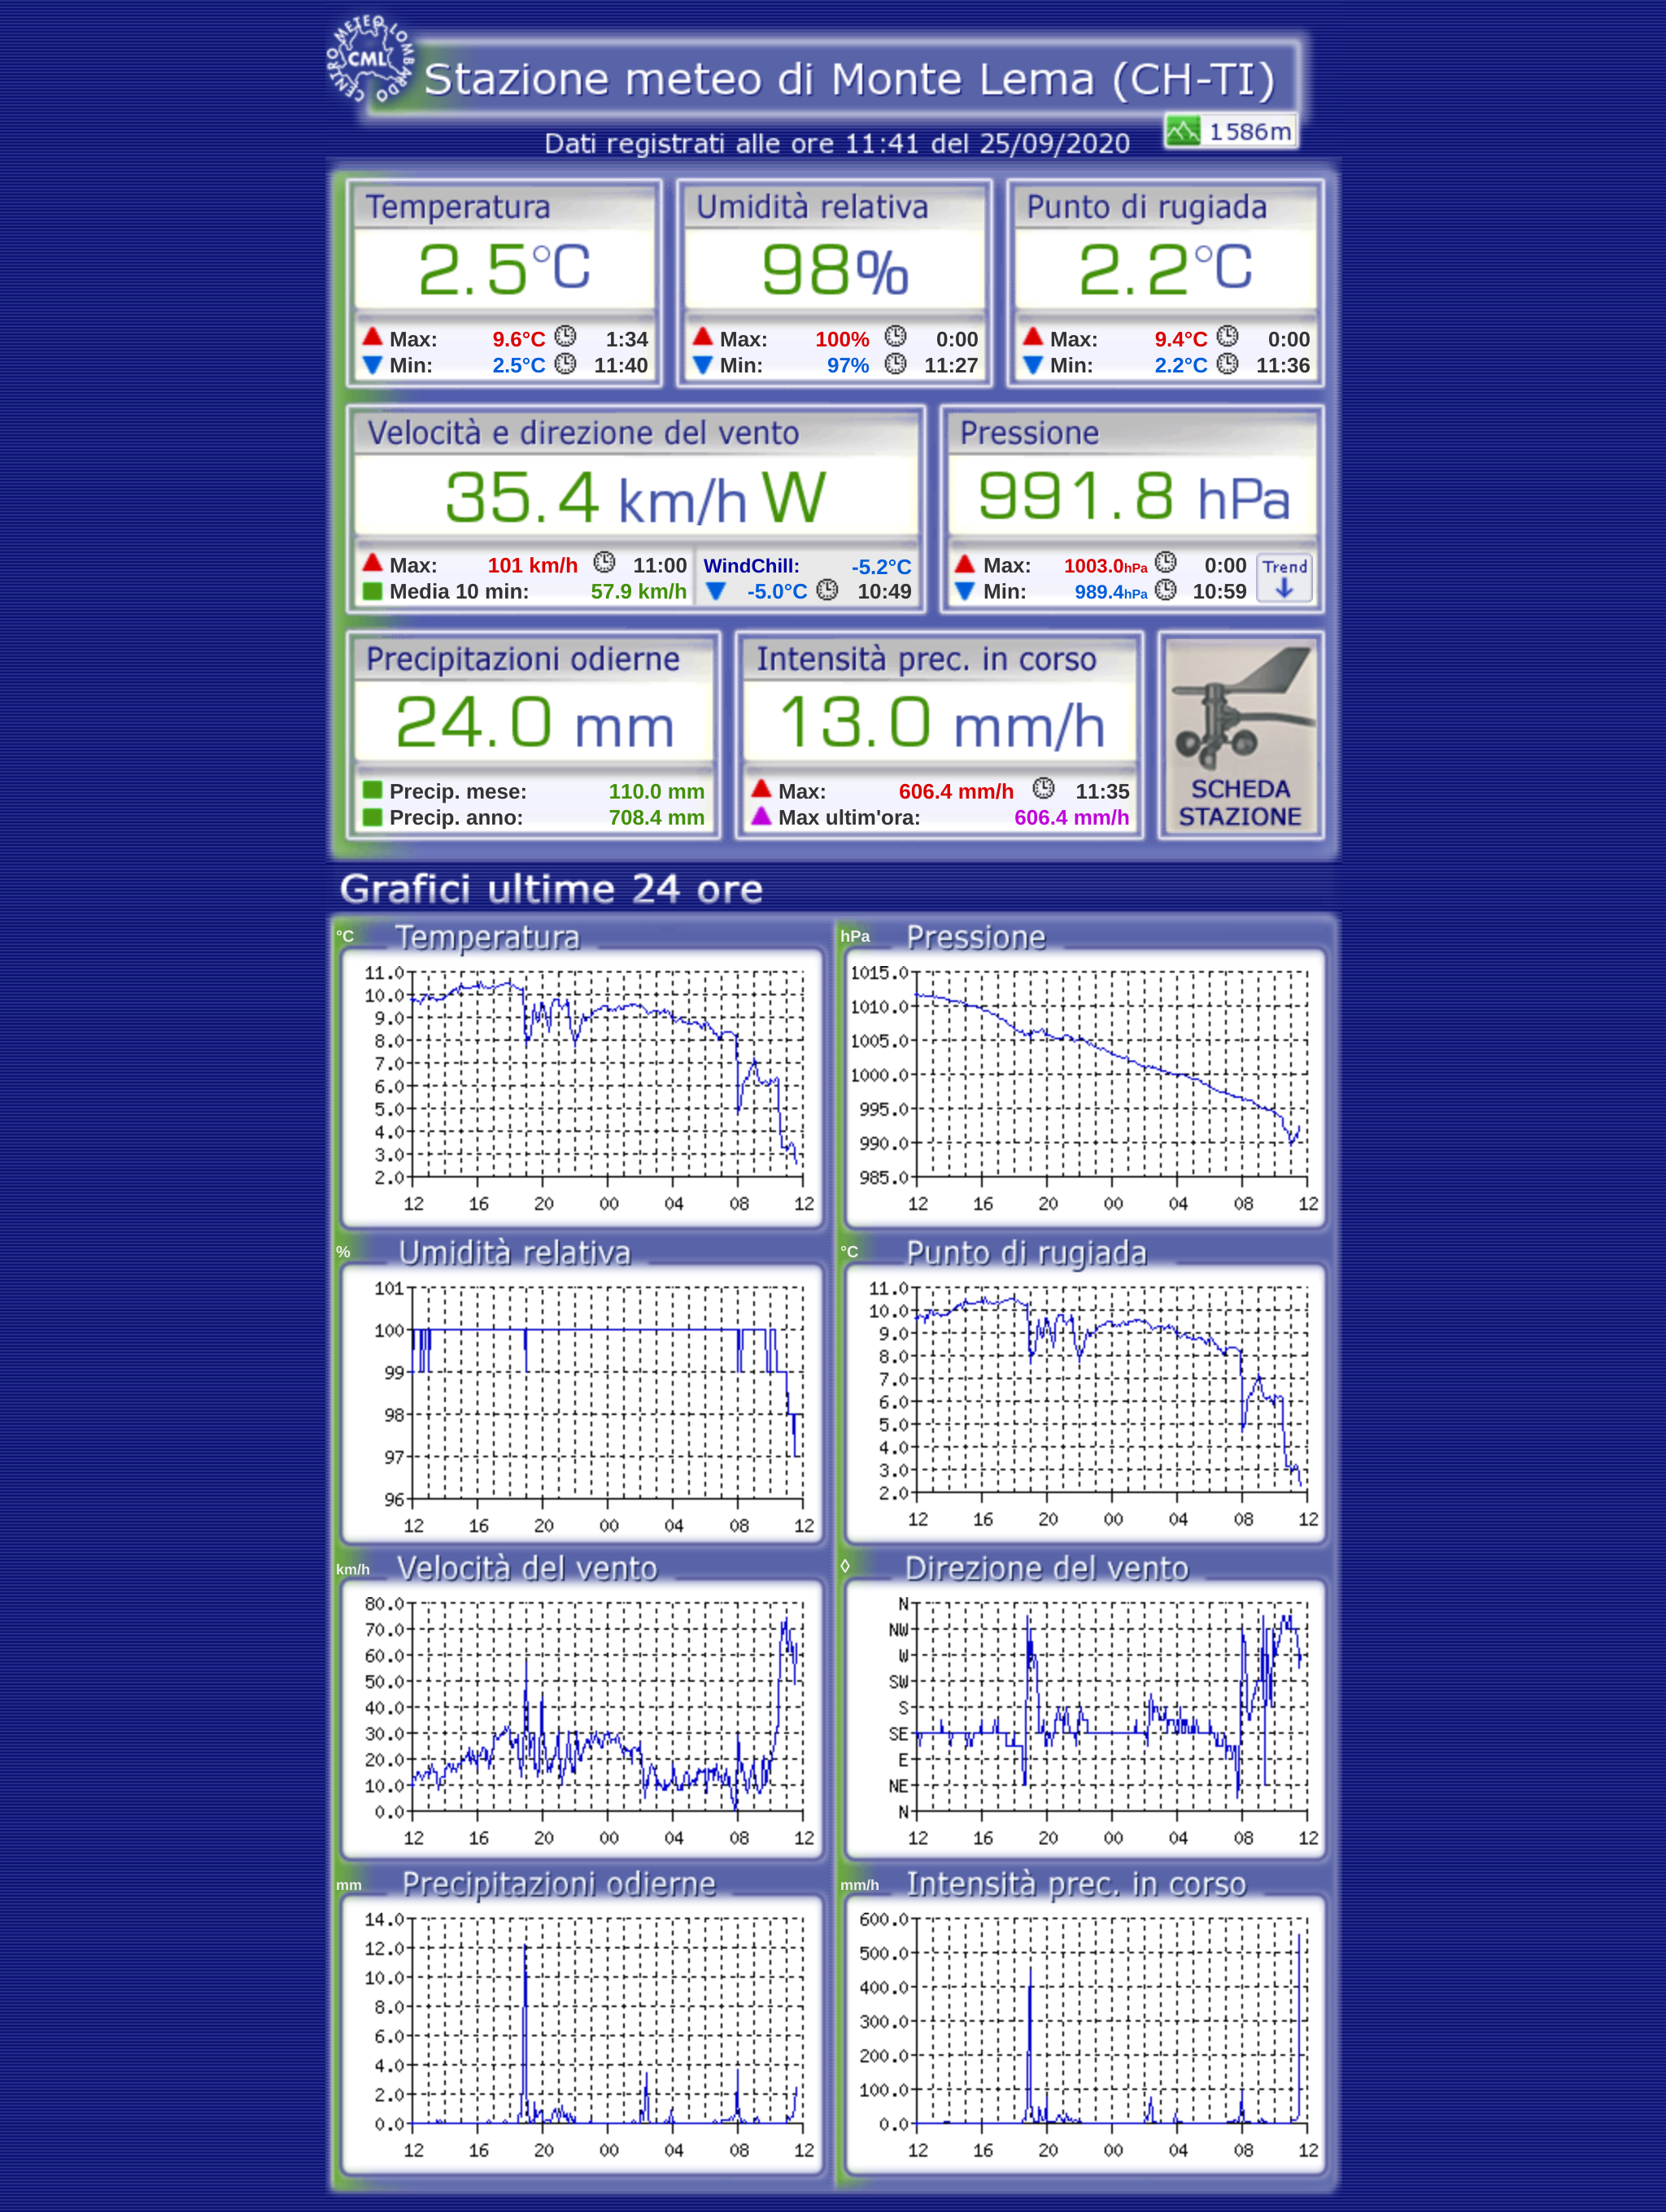 CENTRO METEO LOMBARDO
CML
Stazione meteo di Monte Lema (CH-TI)
Dati registrati alle ore 11:41 del 25/09/2020
1586m
Temperatura
2.5°C
Max: 9.6°C 1:34
Min: 2.5°C 11:40
Umidità relativa
98%
Max: 100% 0:00
Min: 97% 11:27
Punto di rugiada
2.2°C
Max: 9.4°C 0:00
Min: 2.2°C 11:36
Velocità e direzione del vento
35.4 km/h W
Max: 101 km/h 11:00
Media 10 min: 57.9 km/h
WindChill: -5.2°C
-5.0°C 10:49
Pressione
991.8 hPa
Max: 1003.0hPa 0:00
Min: 989.4hPa 10:59
Trend
Precipitazioni odierne
24.0 mm
Precip. mese: 110.0 mm
Precip. anno: 708.4 mm
Intensità prec. in corso
13.0 mm/h
Max: 606.4 mm/h 11:35
Max ultim'ora: 606.4 mm/h
SCHEDA
STAZIONE
Grafici ultime 24 ore
°C Temperatura
11.0
10.0
9.0
8.0
7.0
6.0
5.0
4.0
3.0
2.0
12 16 20 00 04 08 12
hPa Pressione
1015.0
1010.0
1005.0
1000.0
995.0
990.0
985.0
12 16 20 00 04 08 12
% Umidità relativa
101
100
99
98
97
96
12 16 20 00 04 08 12
°C Punto di rugiada
11.0
10.0
9.0
8.0
7.0
6.0
5.0
4.0
3.0
2.0
12 16 20 00 04 08 12
km/h Velocità del vento
80.0
70.0
60.0
50.0
40.0
30.0
20.0
10.0
0.0
12 16 20 00 04 08 12
◊ Direzione del vento
N
NW
W
SW
S
SE
E
NE
N
12 16 20 00 04 08 12
mm Precipitazioni odierne
14.0
12.0
10.0
8.0
6.0
4.0
2.0
0.0
12 16 20 00 04 08 12
mm/h Intensità prec. in corso
600.0
500.0
400.0
300.0
200.0
100.0
0.0
12 16 20 00 04 08 12